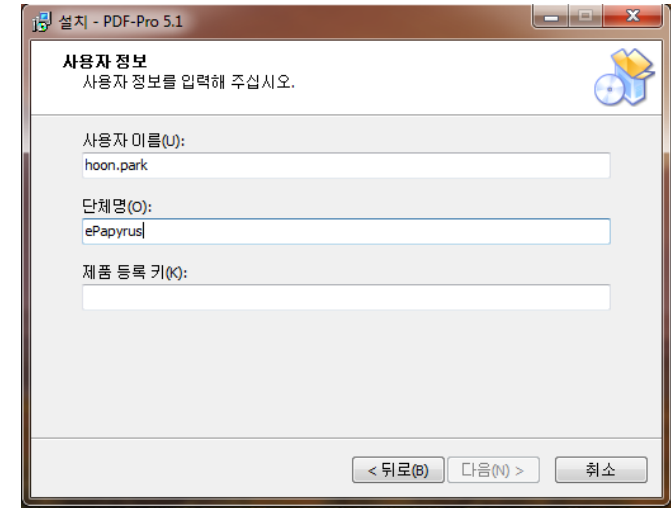 설치 - PDF-Pro 5.1
사용자 정보
사용자 정보를 입력해 주십시오.
사용자 이름(U):
hoon.park
단체명(O):
ePapyrus
제품 등록 키(K):
< 뒤로(B) 다음(N) > 취소